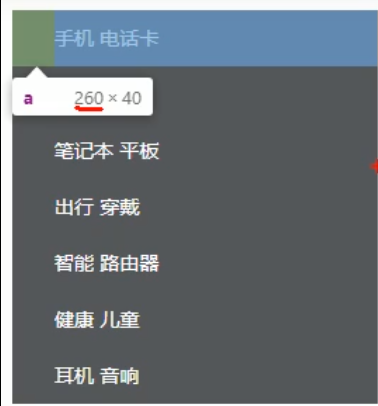 手机 电话卡
a 260 × 40
笔记本 平板
出行 穿戴
智能 路由器
健康 儿童
耳机 音响